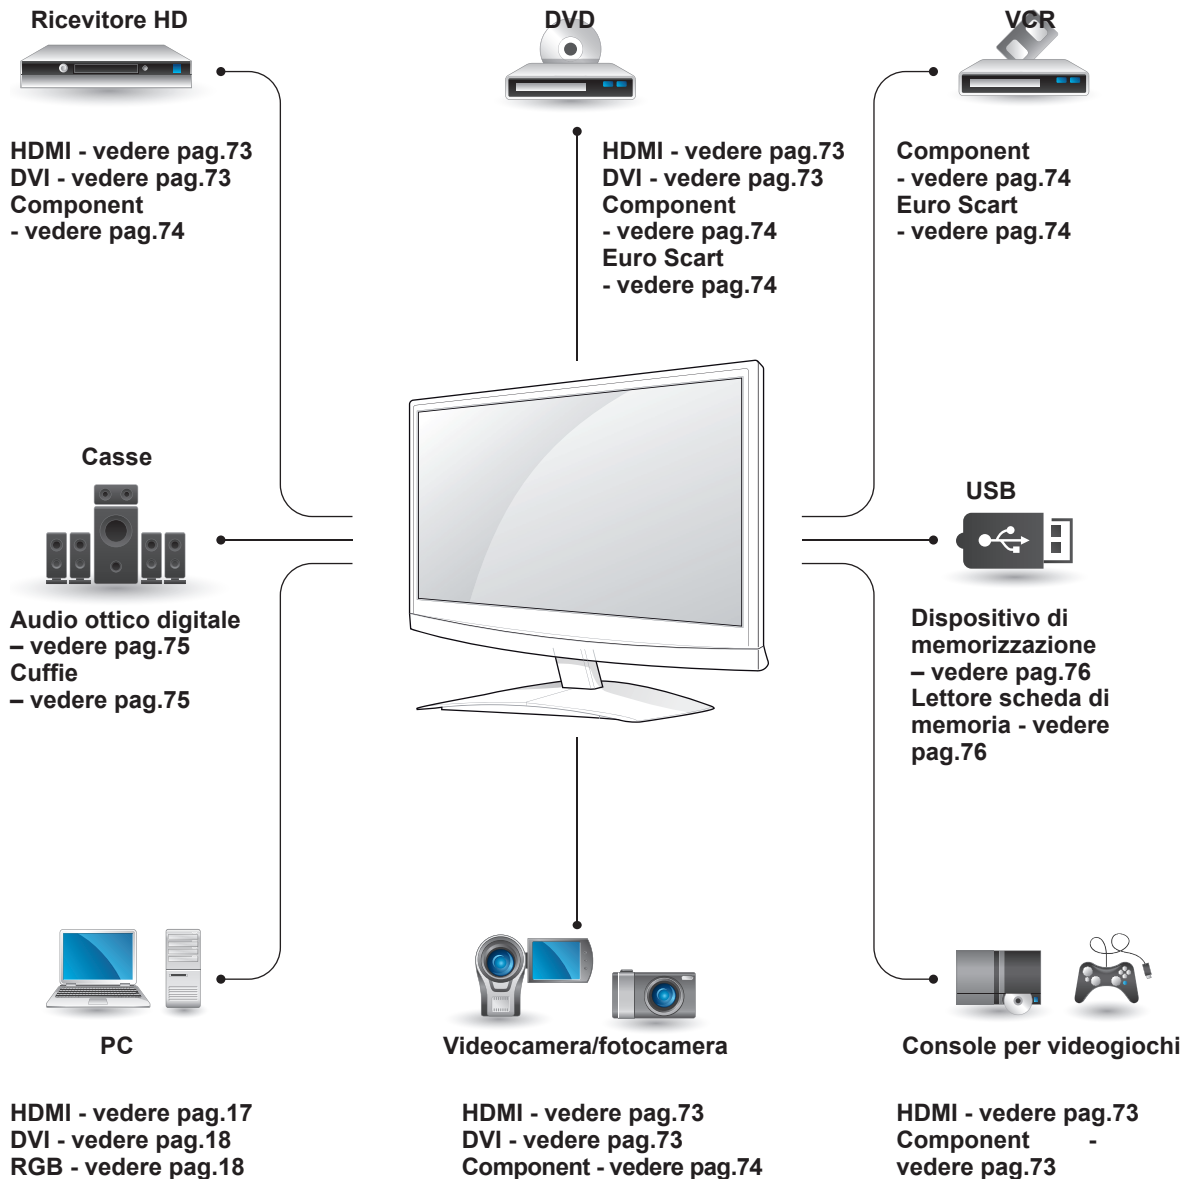 Ricevitore HD
HDMI - vedere pag.73
DVI - vedere pag.73
Component
- vedere pag.74
DVD
HDMI - vedere pag.73
DVI - vedere pag.73
Component
- vedere pag.74
Euro Scart
- vedere pag.74
VCR
Component
- vedere pag.74
Euro Scart
- vedere pag.74
Casse
Audio ottico digitale
– vedere pag.75
Cuffie
– vedere pag.75
USB
Dispositivo di
memorizzazione
– vedere pag.76
Lettore scheda di
memoria - vedere
pag.76
PC
HDMI - vedere pag.17
DVI - vedere pag.18
RGB - vedere pag.18
Videocamera/fotocamera
HDMI - vedere pag.73
DVI - vedere pag.73
Component - vedere pag.74
Console per videogiochi
HDMI - vedere pag.73
Component -
vedere pag.73